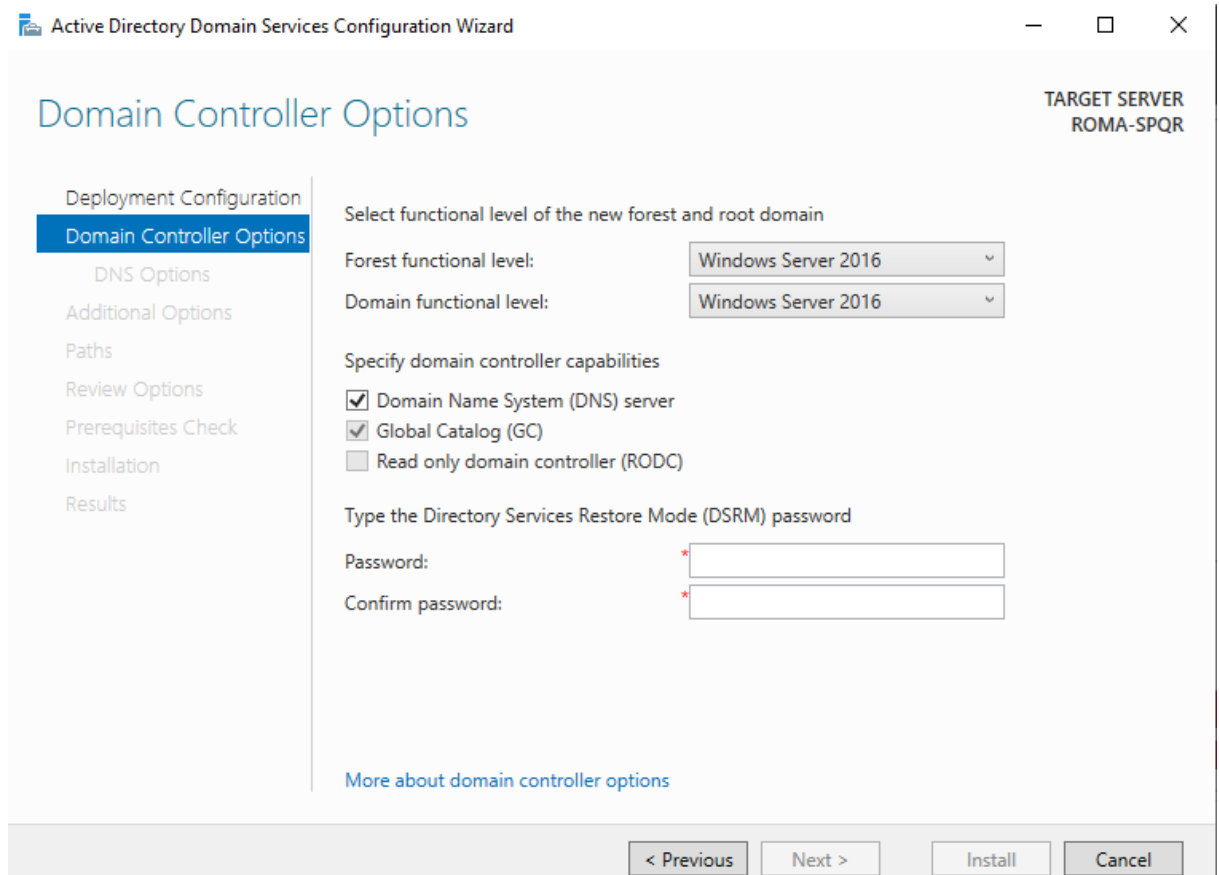 Active Directory Domain Services Configuration Wizard
Domain Controller Options
TARGET SERVER
ROMA-SPQR
Deployment Configuration
Domain Controller Options
DNS Options
Additional Options
Paths
Review Options
Prerequisites Check
Installation
Results
Select functional level of the new forest and root domain
Forest functional level: Windows Server 2016
Domain functional level: Windows Server 2016
Specify domain controller capabilities
Domain Name System (DNS) server
Global Catalog (GC)
Read only domain controller (RODC)
Type the Directory Services Restore Mode (DSRM) password
Password: *
Confirm password: *
More about domain controller options
< Previous Next > Install Cancel